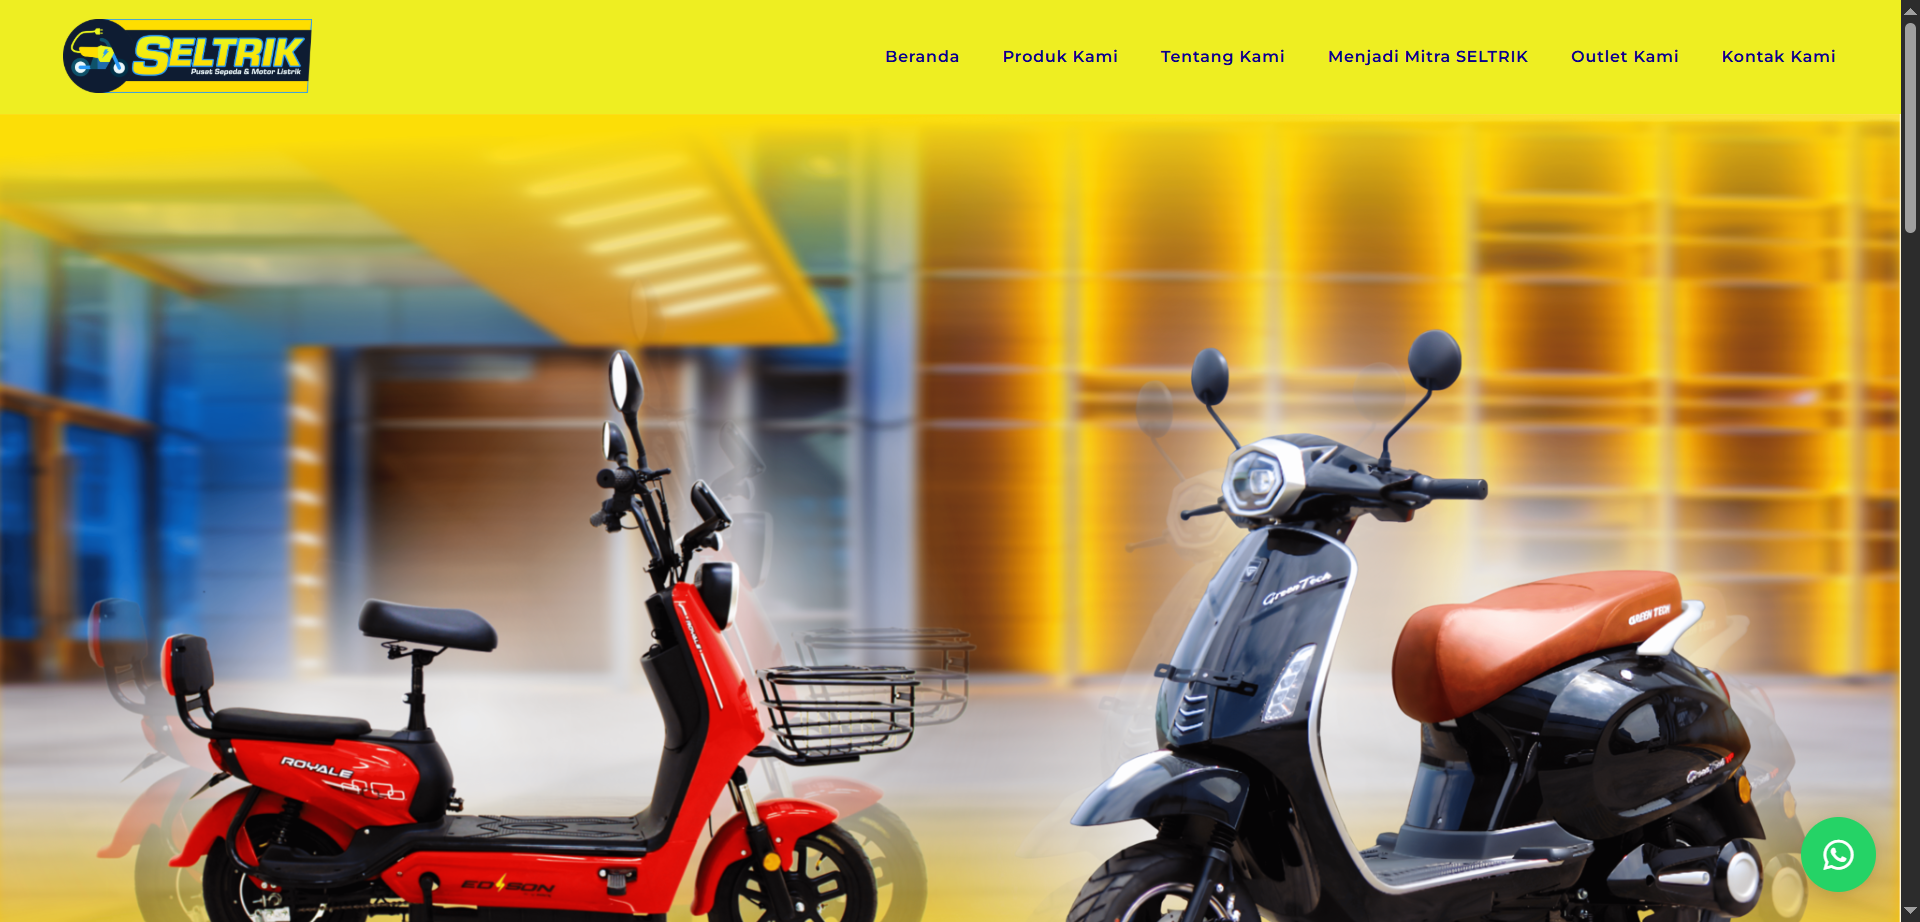 SELTRIK
Pusat Sepeda & Motor Listrik
Beranda
Produk Kami
Tentang Kami
Menjadi Mitra SELTRIK
Outlet Kami
Kontak Kami
GreenTech
GREEN TECH
ROYALE
EDISON